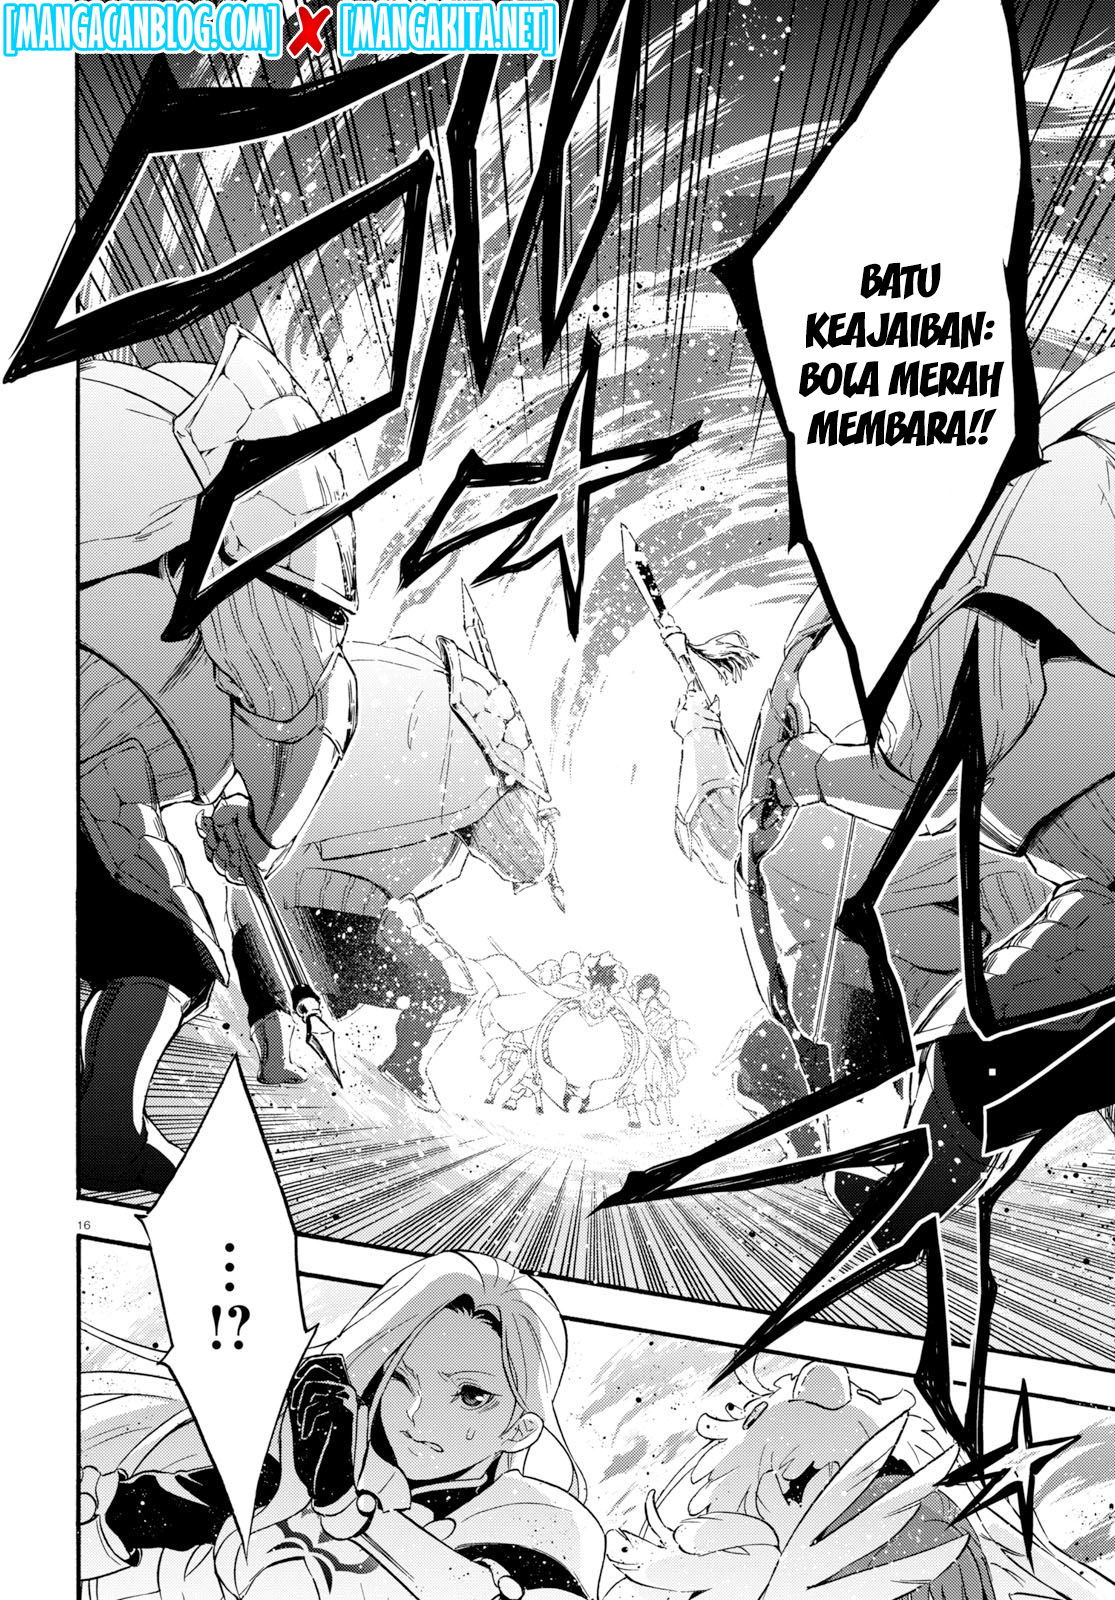 [MANGACANBLOG.COM] X [MANGAKITA.NET]
BATU
KEAJAIBAN:
BOLA MERAH
MEMBARA!!
16
...!?